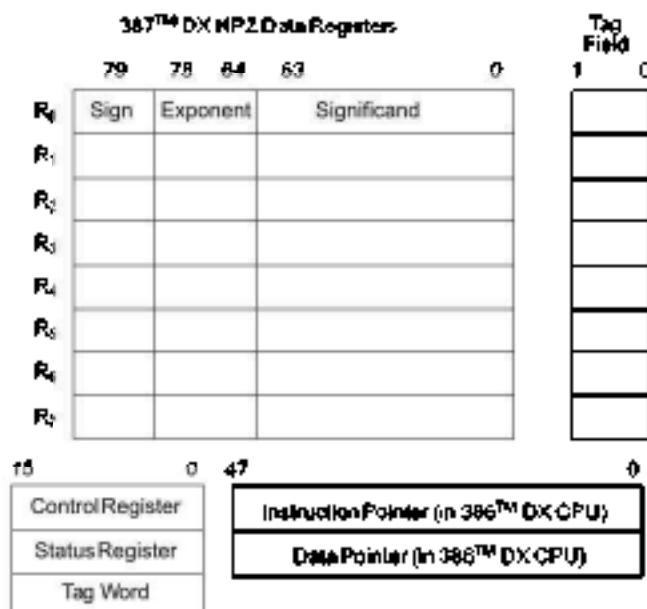 387™ DX NPZ Data Registers
Tag
Field
79 78 64 63 0
1 0
R0 Sign Exponent Significand
R1
R2
R3
R4
R5
R6
R7
15 0 47 0
Control Register
Instruction Pointer (in 386™ DX CPU)
Status Register
Data Pointer (in 386™ DX CPU)
Tag Word